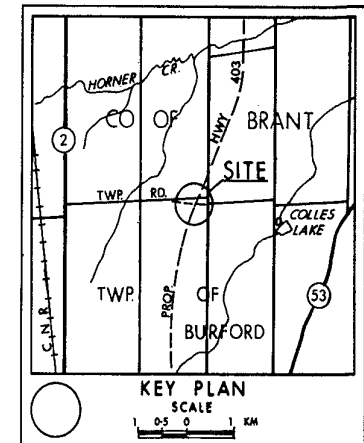 HORNER CR.
403
CO OF BRANT
2
HWY
SITE
TWP. RD.
COLLES
LAKE
TWP. OF
BURFORD
53
PROP.
C N R
KEY PLAN
SCALE
1 0·5 0 1 KM